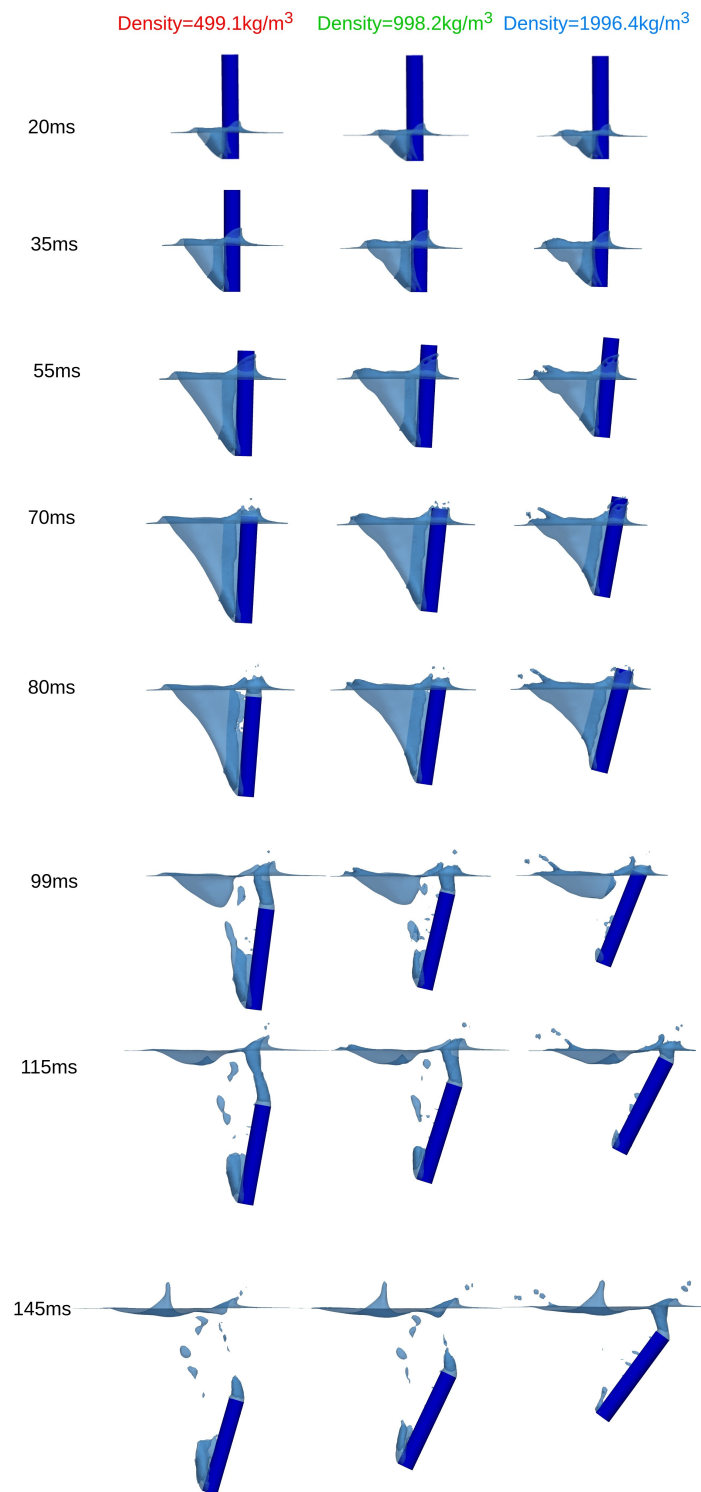 Density=499.1kg/m³ Density=998.2kg/m³ Density=1996.4kg/m³
20ms
35ms
55ms
70ms
80ms
99ms
115ms
145ms